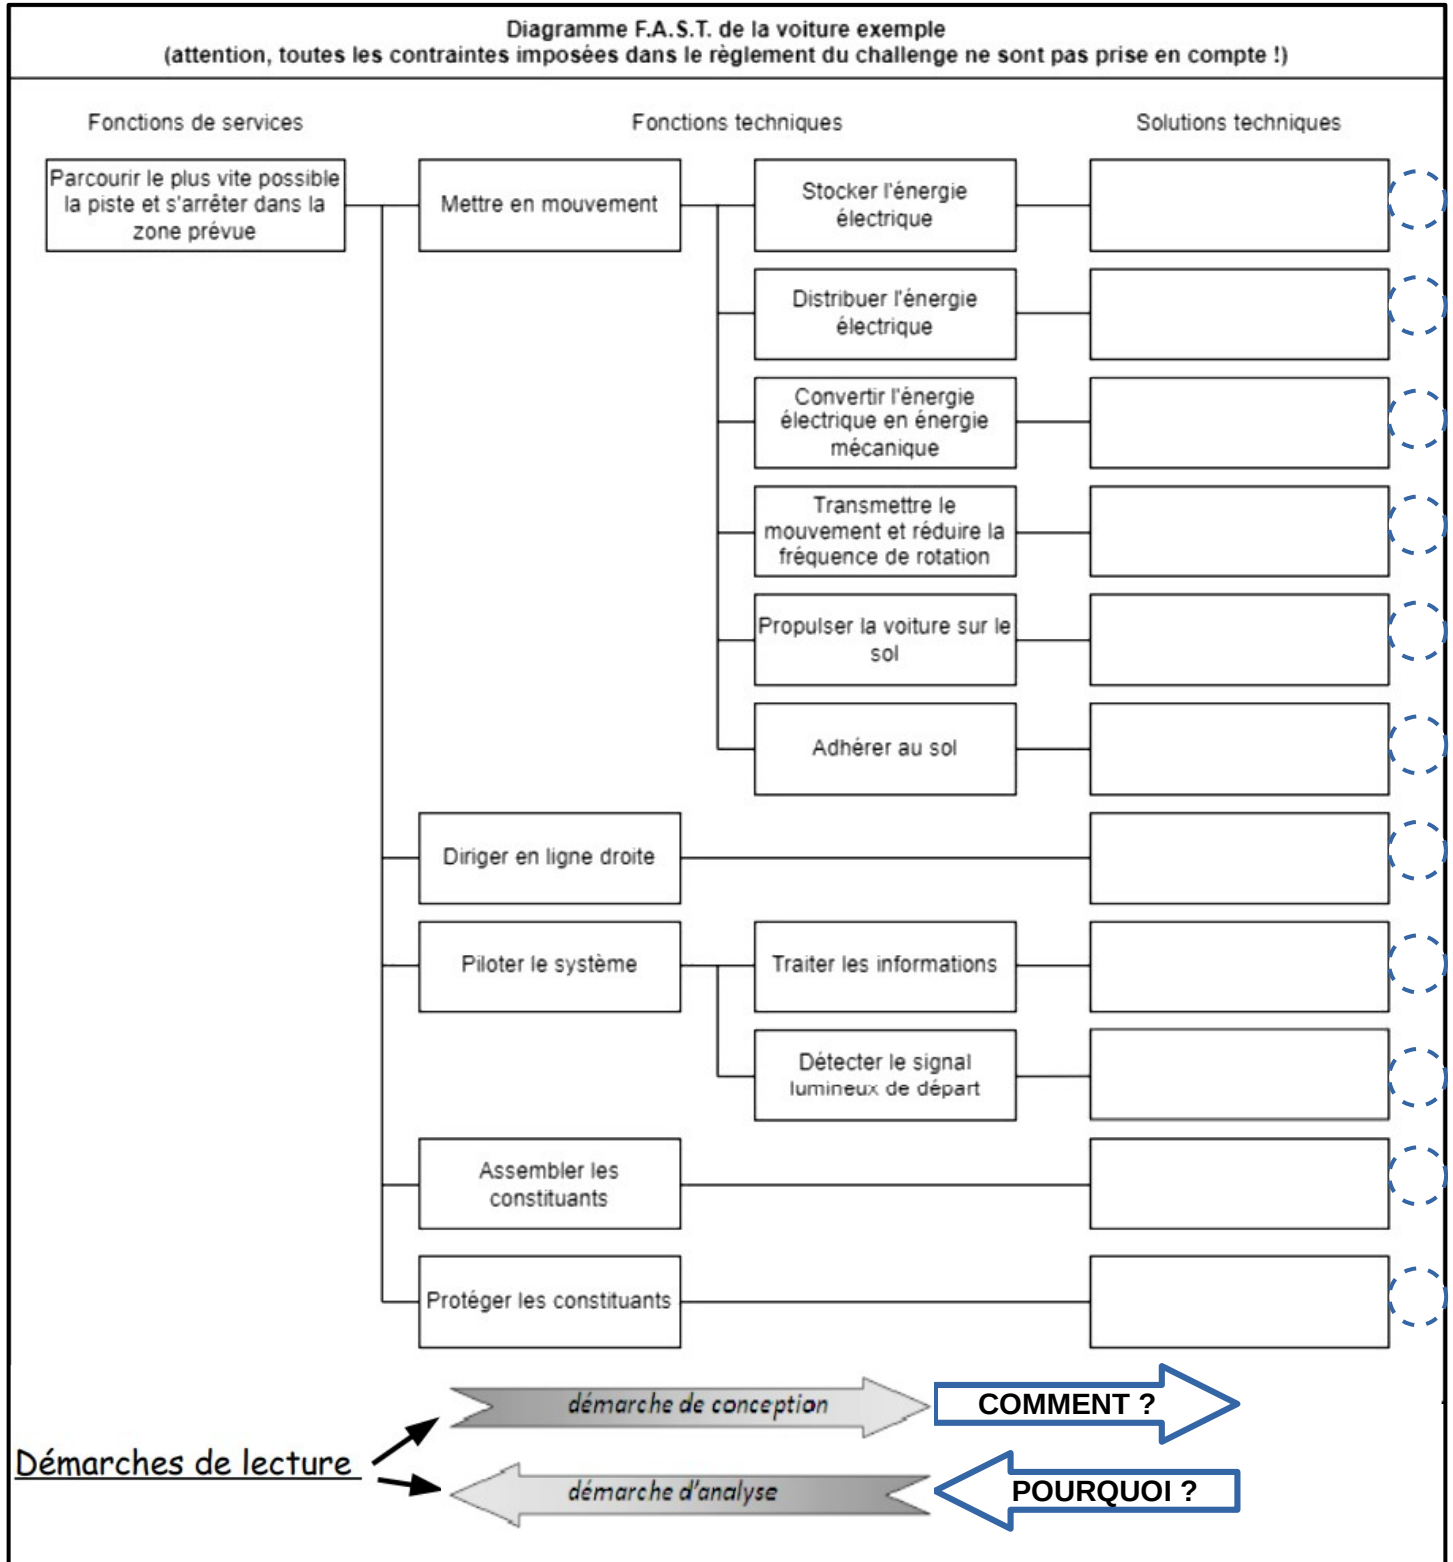 Diagramme F.A.S.T. de la voiture exemple
(attention, toutes les contraintes imposées dans le règlement du challenge ne sont pas prise en compte !)
Fonctions de services
Fonctions techniques
Solutions techniques
Parcourir le plus vite possible
la piste et s'arrêter dans la
zone prévue
Mettre en mouvement
Stocker l'énergie
électrique
Distribuer l'énergie
électrique
Convertir l'énergie
électrique en énergie
mécanique
Transmettre le
mouvement et réduire la
fréquence de rotation
Propulser la voiture sur le
sol
Adhérer au sol
Diriger en ligne droite
Piloter le système
Traiter les informations
Détecter le signal
lumineux de départ
Assembler les
constituants
Protéger les constituants
démarche de conception
COMMENT ?
Démarches de lecture
démarche d'analyse
POURQUOI ?